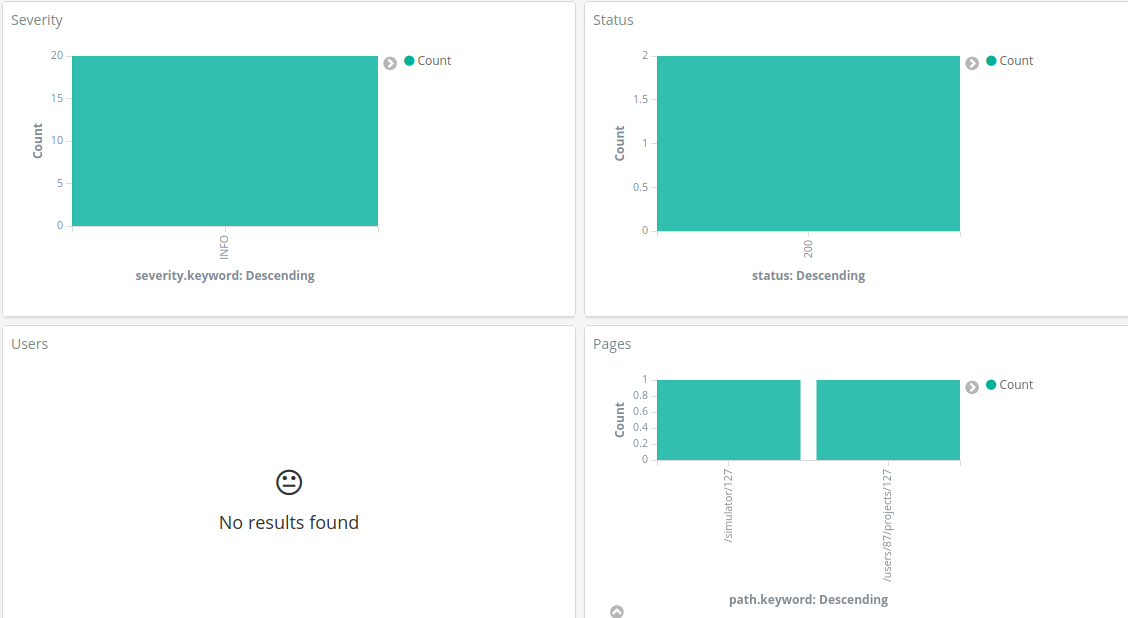 Severity
20
15
10
5
0
Count
INFO
severity.keyword: Descending
Count
Status
2
1.5
1
0.5
0
Count
200
status: Descending
Count
Users
No results found
Pages
1
0.8
0.6
0.4
0.2
0
Count
/simulator/127
/users/87/projects/127
path.keyword: Descending
Count